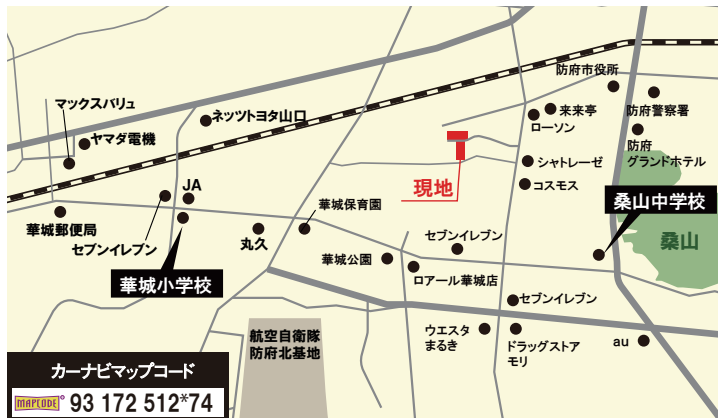 防府市役所
マックスバリュ
ネッツトヨタ山口
来来亭
防府警察署
ローソン
ヤマダ電機
防府
グランドホテル
シャトレーゼ
現地
コスモス
JA
桑山中学校
華城保育園
華城郵便局
セブンイレブン
丸久
セブンイレブン
桑山
華城公園
華城小学校
ロアール華城店
セブンイレブン
航空自衛隊
防府北基地
ウエスタ
まるき
ドラッグストア
モリ
au
カーナビマップコード
MAPCODE® 93 172 512*74